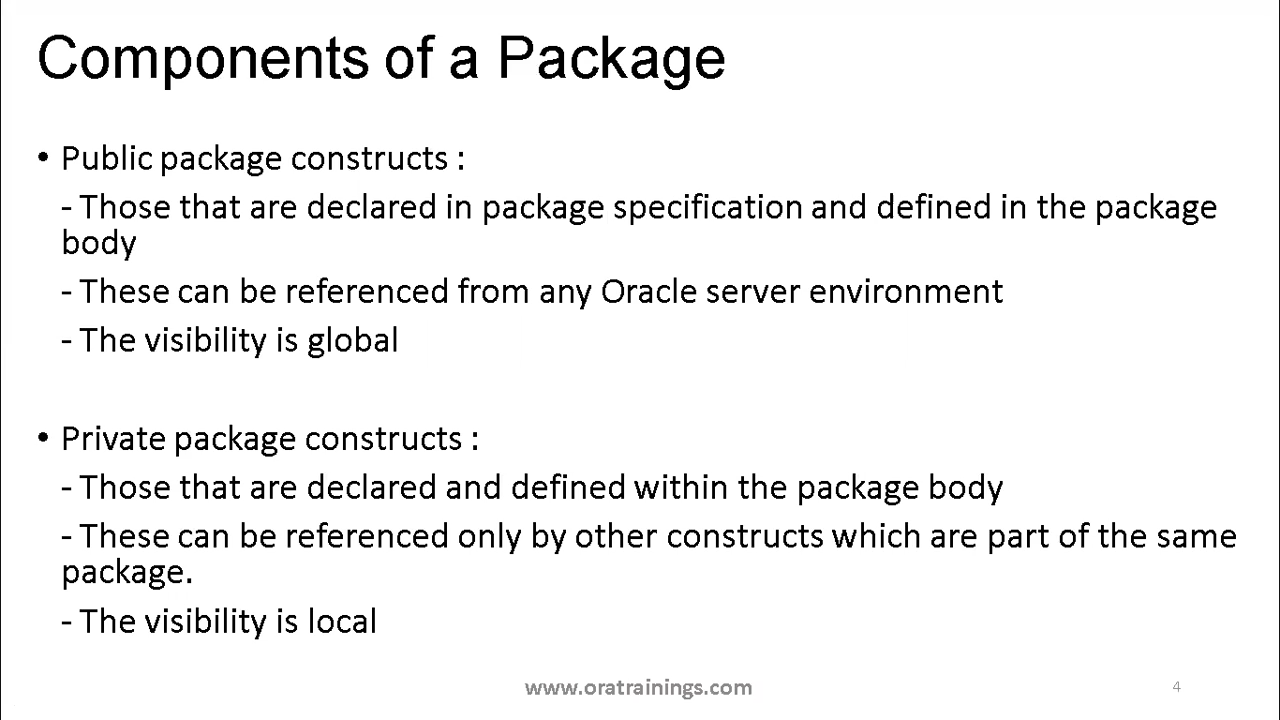 Components of a Package
• Public package constructs :
- Those that are declared in package specification and defined in the package
body
- These can be referenced from any Oracle server environment
- The visibility is global
• Private package constructs :
- Those that are declared and defined within the package body
- These can be referenced only by other constructs which are part of the same
package.
- The visibility is local
www.oratrainings.com
4